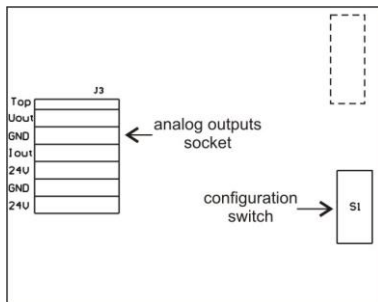 J3
Top
Uout
GND
Iout
24V
GND
24V
analog outputs
socket
configuration
switch
S1